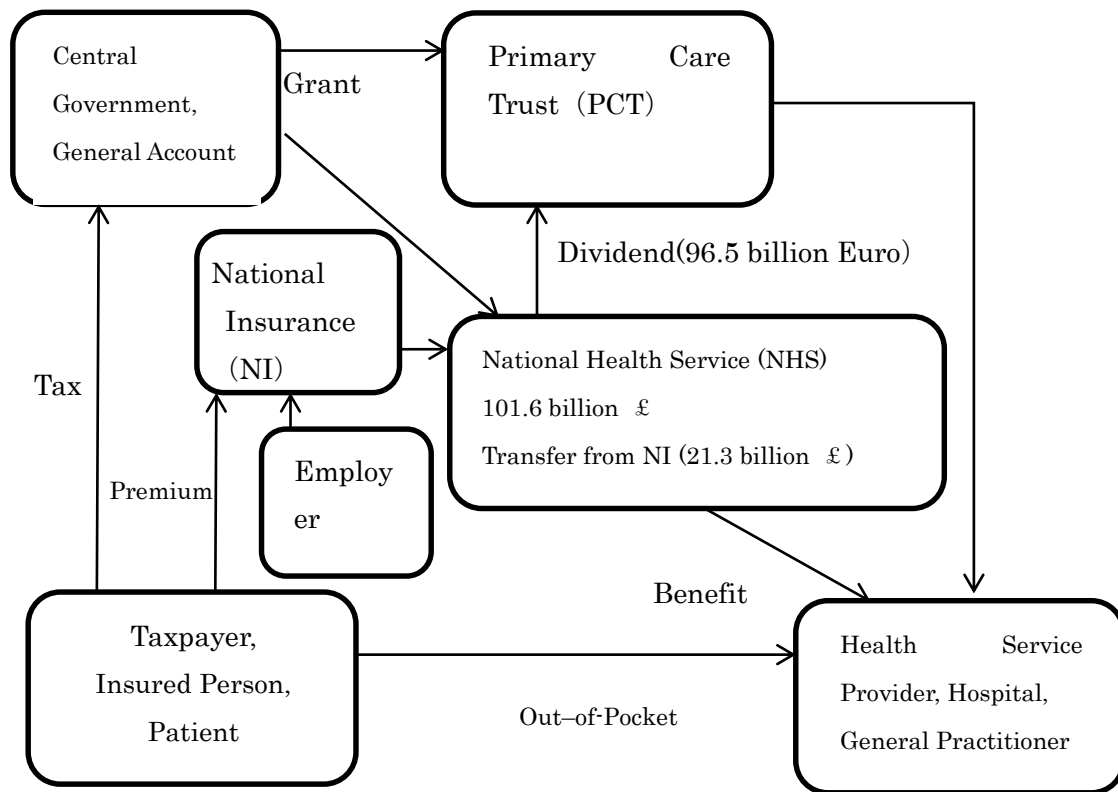 Central
Government,
General Account
Grant
Primary Care
Trust（PCT）
Dividend(96.5 billion Euro）
National
Insurance
（NI）
National Health Service (NHS)
101.6 billion ￡
Transfer from NI (21.3 billion ￡)
Tax
Premium
Employ
er
Benefit
Taxpayer,
Insured Person,
Patient
Out–of-Pocket
Health Service
Provider, Hospital,
General Practitioner